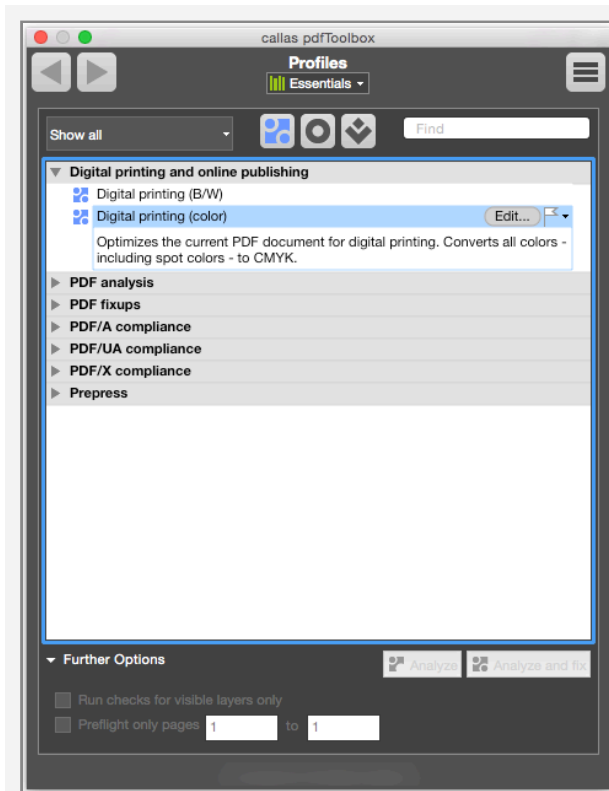 callas pdfToolbox
Profiles
Essentials
Show all
Find
Digital printing and online publishing
Digital printing (B/W)
Digital printing (color)
Edit...
Optimizes the current PDF document for digital printing. Converts all colors -
including spot colors - to CMYK.
PDF analysis
PDF fixups
PDF/A compliance
PDF/UA compliance
PDF/X compliance
Prepress
Further Options
Analyze
Analyze and fix
Run checks for visible layers only
Preflight only pages 1 to 1